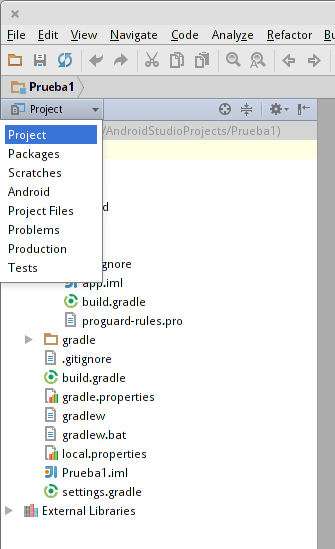 File Edit View Navigate Code Analyze Refactor
Prueba1
Project
/AndroidStudioProjects/Prueba1)
Project
Packages
Scratches
Android
Project Files
Problems
Production
Tests
app.iml
build.gradle
proguard-rules.pro
gradle
.gitignore
build.gradle
gradle.properties
gradlew
gradlew.bat
local.properties
Prueba1.iml
settings.gradle
External Libraries